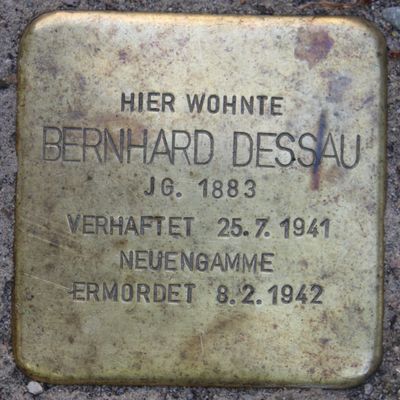 HIER WOHNTE
BERNHARD DESSAU
JG. 1883
VERHAFTET 25.7.1941
NEUENGAMME
ERMORDET 8.2.1942